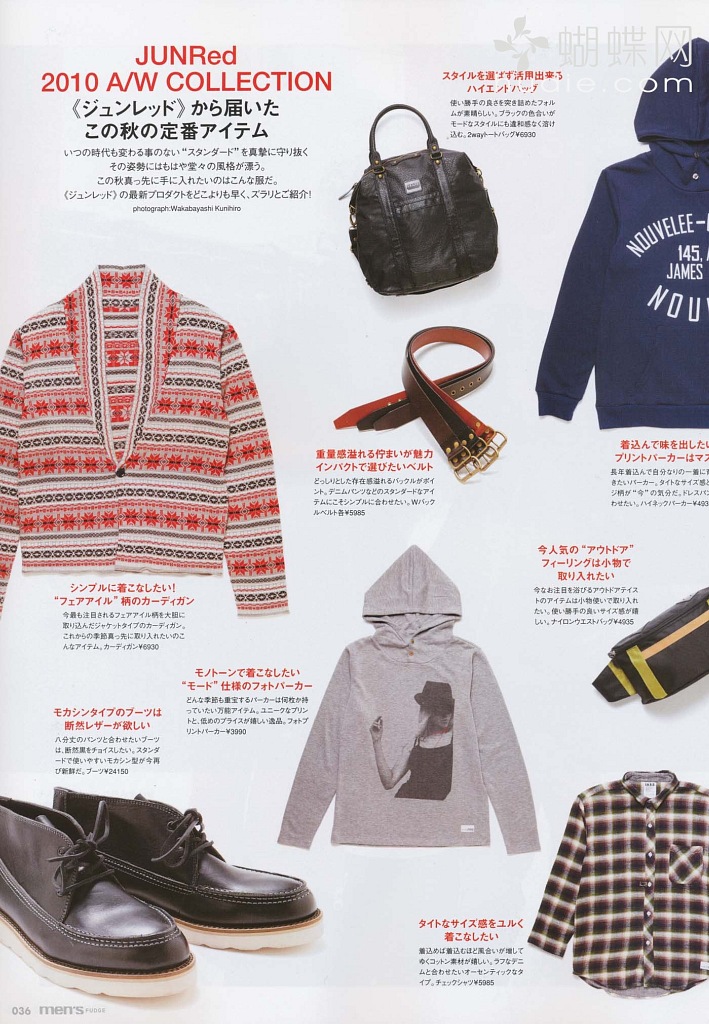 JUNRed
2010 A/W COLLECTION
《ジュンレッド》から届いた
この秋の定番アイテム
いつの時代も変わる事のない“スタンダード”を真摯に守り抜く
その姿勢にはもはや堂々の風格が漂う。
この秋真っ先に手に入れたいのはこんな服だ。
《ジュンレッド》の最新プロダクトをどこよりも早く、ズラリとご紹介!
photograph:Wakabayashi Kunihiro
蝴蝶网
.com
スタイルを選ばず活用出来る
ハイエンドバッグ
使い勝手の良さを突き詰めたフォル
ムが素晴らしい。ブラックの色合いが
モードなスタイルにも違和感なく溶け
込む。2wayトートバッグ¥6930
NOUVELEE-
145,
JAMES
NOU
重量感溢れる佇まいが魅力
インパクトで選びたいベルト
どっしりとした存在感溢れるバックルがポイ
ント。デニムパンツなどのスタンダードなアイ
テムにこそシンプルに合わせたい。Wバック
ルベルト各¥5985
着込んで味を出したい
プリントパーカーはマス
長年着込んで自分なりの一着に育
きたいパーカー。タイトなサイズ感と
ジ柄が“今”の気分だ。ドレスパン
わせたい。ハイネックパーカー¥493
今人気の“アウトドア”
フィーリングは小物で
取り入れたい
今なお注目を浴びるアウトドアテイス
トのアイテムは小物使いで取り入れ
たい。使い勝手の良いサイズ感が嬉
しい。ナイロンウエストバッグ¥4935
シンプルに着こなしたい!
“フェアアイル”柄のカーディガン
今最も注目されるフェアアイル柄を大胆に
取り込んだジャケットタイプのカーディガン。
これからの季節真っ先に取り入れたいのこ
んなアイテム。カーディガン¥6930
モノトーンで着こなしたい
“モード”仕様のフォトパーカー
どんな季節も重宝するパーカーは何枚か持
っていたい万能アイテム。ユニークなプリン
トと、低めのプライスが嬉しい逸品。フォトプ
リントパーカー¥3990
モカシンタイプのブーツは
断然レザーが欲しい
八分丈のパンツと合わせたいブーツ
は、断然黒をチョイスしたい。スタンダ
ードで使いやすいモカシン型が今再
び新鮮だ。ブーツ¥24150
タイトなサイズ感をユルく
着こなしたい
着込めば着込むほど風合いが増して
ゆくコットン素材が嬉しい。ラフなデニ
ムと合わせたいオーセンティックなタ
イプ。チェックシャツ¥5985
036 men's FUDGE